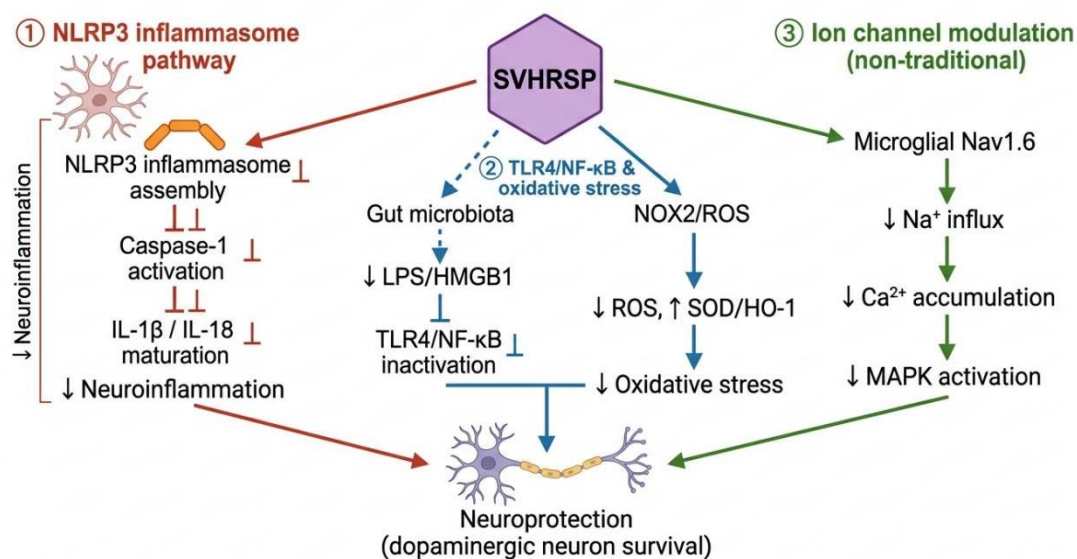 ① NLRP3 inflammasome
pathway
SVHRSP
③ Ion channel modulation
(non-traditional)
↓ Neuroinflammation
NLRP3 inflammasome
assembly
Caspase-1
activation
IL-1β / IL-18
maturation
↓ Neuroinflammation
② TLR4/NF-κB &
oxidative stress
Gut microbiota
↓ LPS/HMGB1
TLR4/NF-κB
inactivation
NOX2/ROS
↓ ROS, ↑ SOD/HO-1
↓ Oxidative stress
Microglial Nav1.6
↓ Na⁺ influx
↓ Ca²⁺ accumulation
↓ MAPK activation
Neuroprotection
(dopaminergic neuron survival)